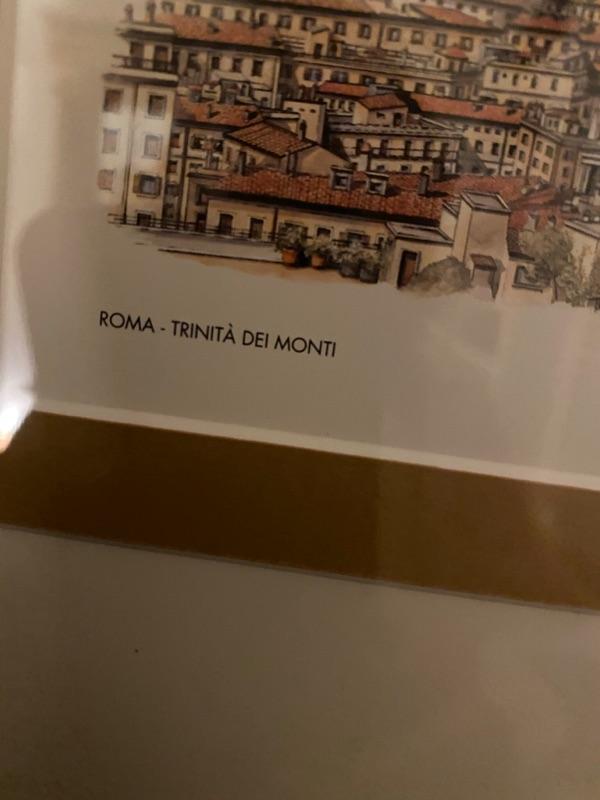 ROMA - TRINITÀ DEI MONTI